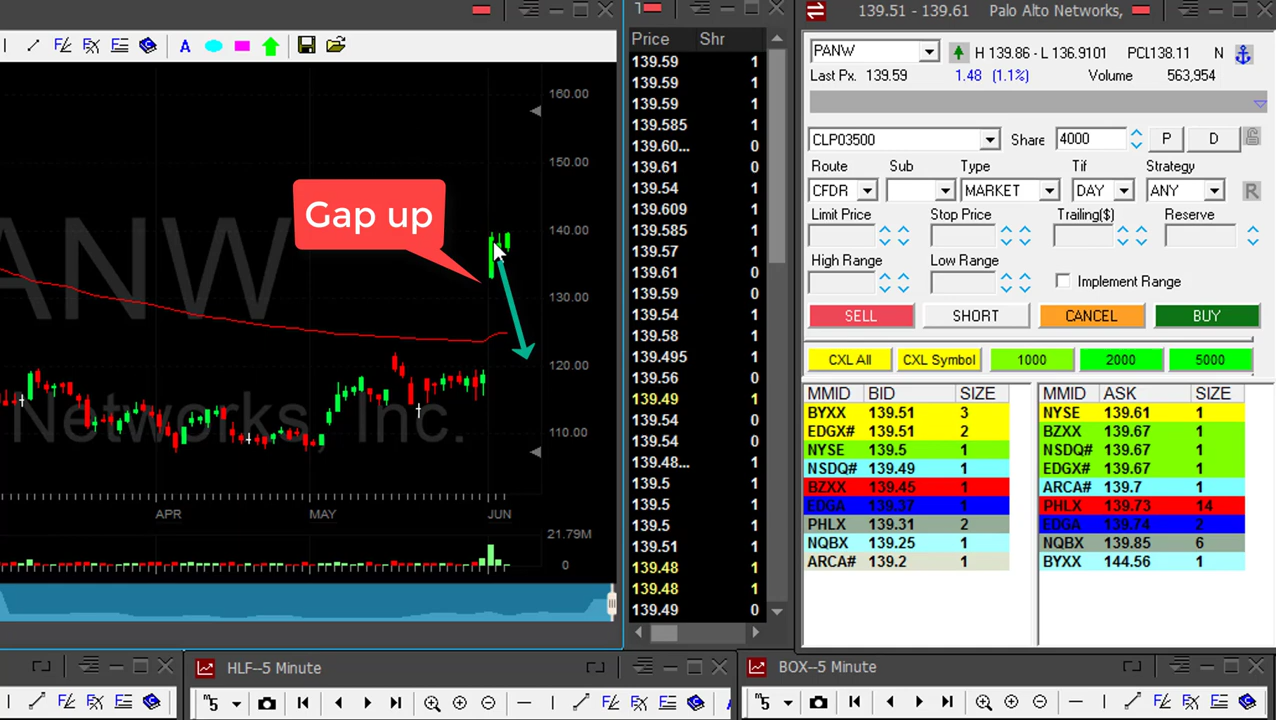 139.51 - 139.61 Palo Alto Networks,
A
Price Shr
139.59 1
139.59 1
139.59 1
139.585 1
139.60... 1
139.61 0
139.54 1
139.609 1
139.585 1
139.57 1
139.61 0
139.59 0
139.54 1
139.58 1
139.495 1
139.56 1
139.49 0
139.54 0
139.54 1
139.48... 1
139.5 1
139.5 1
139.5 1
139.51 1
139.48 0
139.48 1
139.49 0
PANW
H 139.86 - L 136.9101 PCL138.11 N
Last Px. 139.59 1.48 (1.1%) Volume 563,954
CLP03500 Share 4000 P D
Route Sub Type Tif Strategy
CFDR MARKET DAY ANY R
Limit Price Stop Price Trailing($) Reserve
High Range Low Range
Implement Range
SELL SHORT CANCEL BUY
CXL All CXL Symbol 1000 2000 5000
MMID BID SIZE
BYXX 139.51 3
EDGX# 139.51 2
NYSE 139.5 1
NSDQ# 139.49 1
BZXX 139.45 1
EDGA 139.37 1
PHLX 139.31 2
NQBX 139.25 1
ARCA# 139.2 1
MMID ASK SIZE
NYSE 139.61 1
BZXX 139.67 1
NSDQ# 139.67 1
EDGX# 139.67 1
ARCA# 139.7 1
PHLX 139.73 14
EDGA 139.74 2
NQBX 139.85 6
BYXX 144.56 1
Gap up
ANW
Networks, Inc.
160.00
150.00
140.00
130.00
120.00
110.00
APR MAY JUN
21.79M
0
HLF--5 Minute
BOX--5 Minute
m5
m5